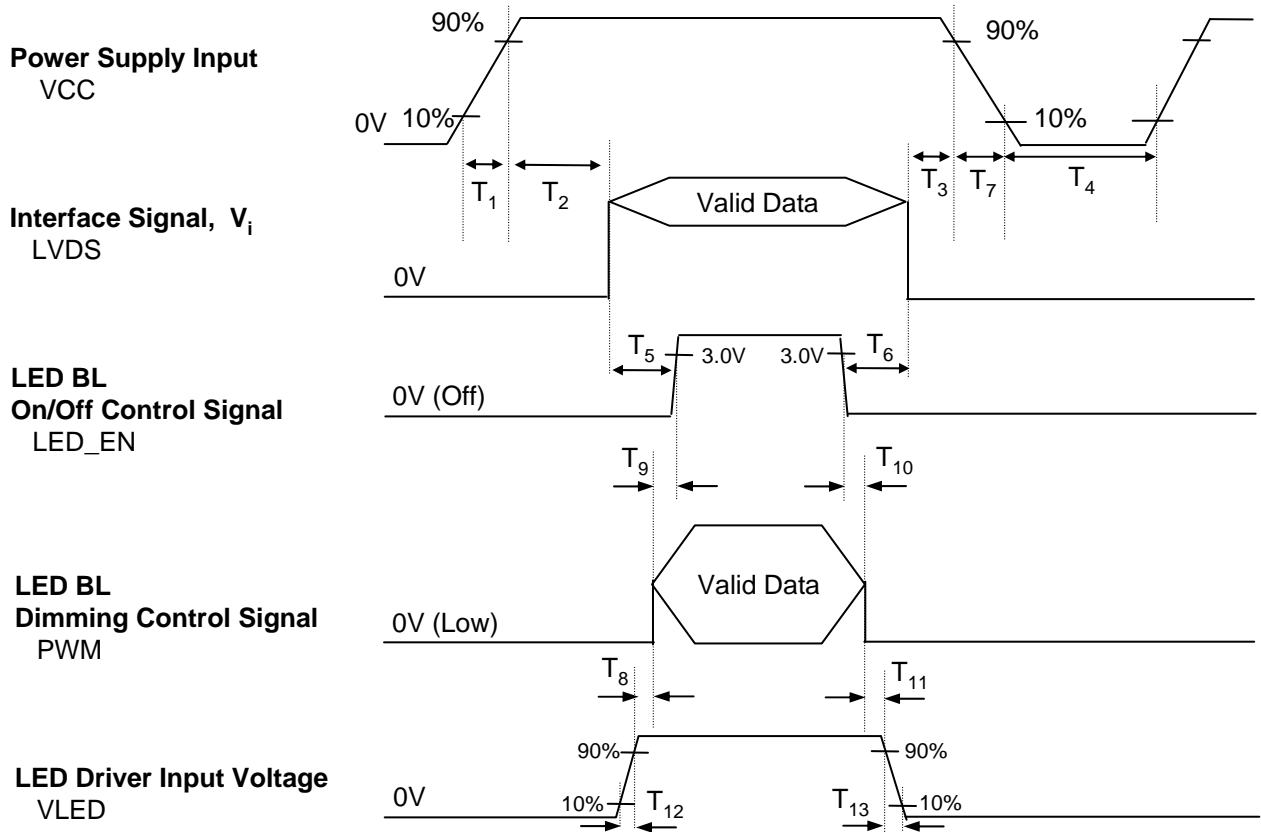 90%
90%
Power Supply Input
VCC
0V
10%
10%
T1
T2
T3
T7
T4
Valid Data
Interface Signal, Vi
LVDS
0V
T5
3.0V
3.0V
T6
LED BL
On/Off Control Signal
LED_EN
0V (Off)
T9
T10
LED BL
Dimming Control Signal
PWM
Valid Data
0V (Low)
T8
T11
90%
90%
LED Driver Input Voltage
VLED
0V
10%
T12
T13
10%